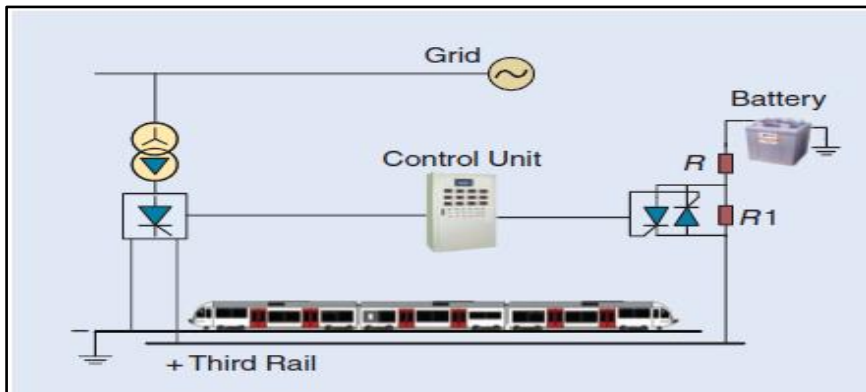 Grid
Battery
Control Unit
R
R1
+ Third Rail